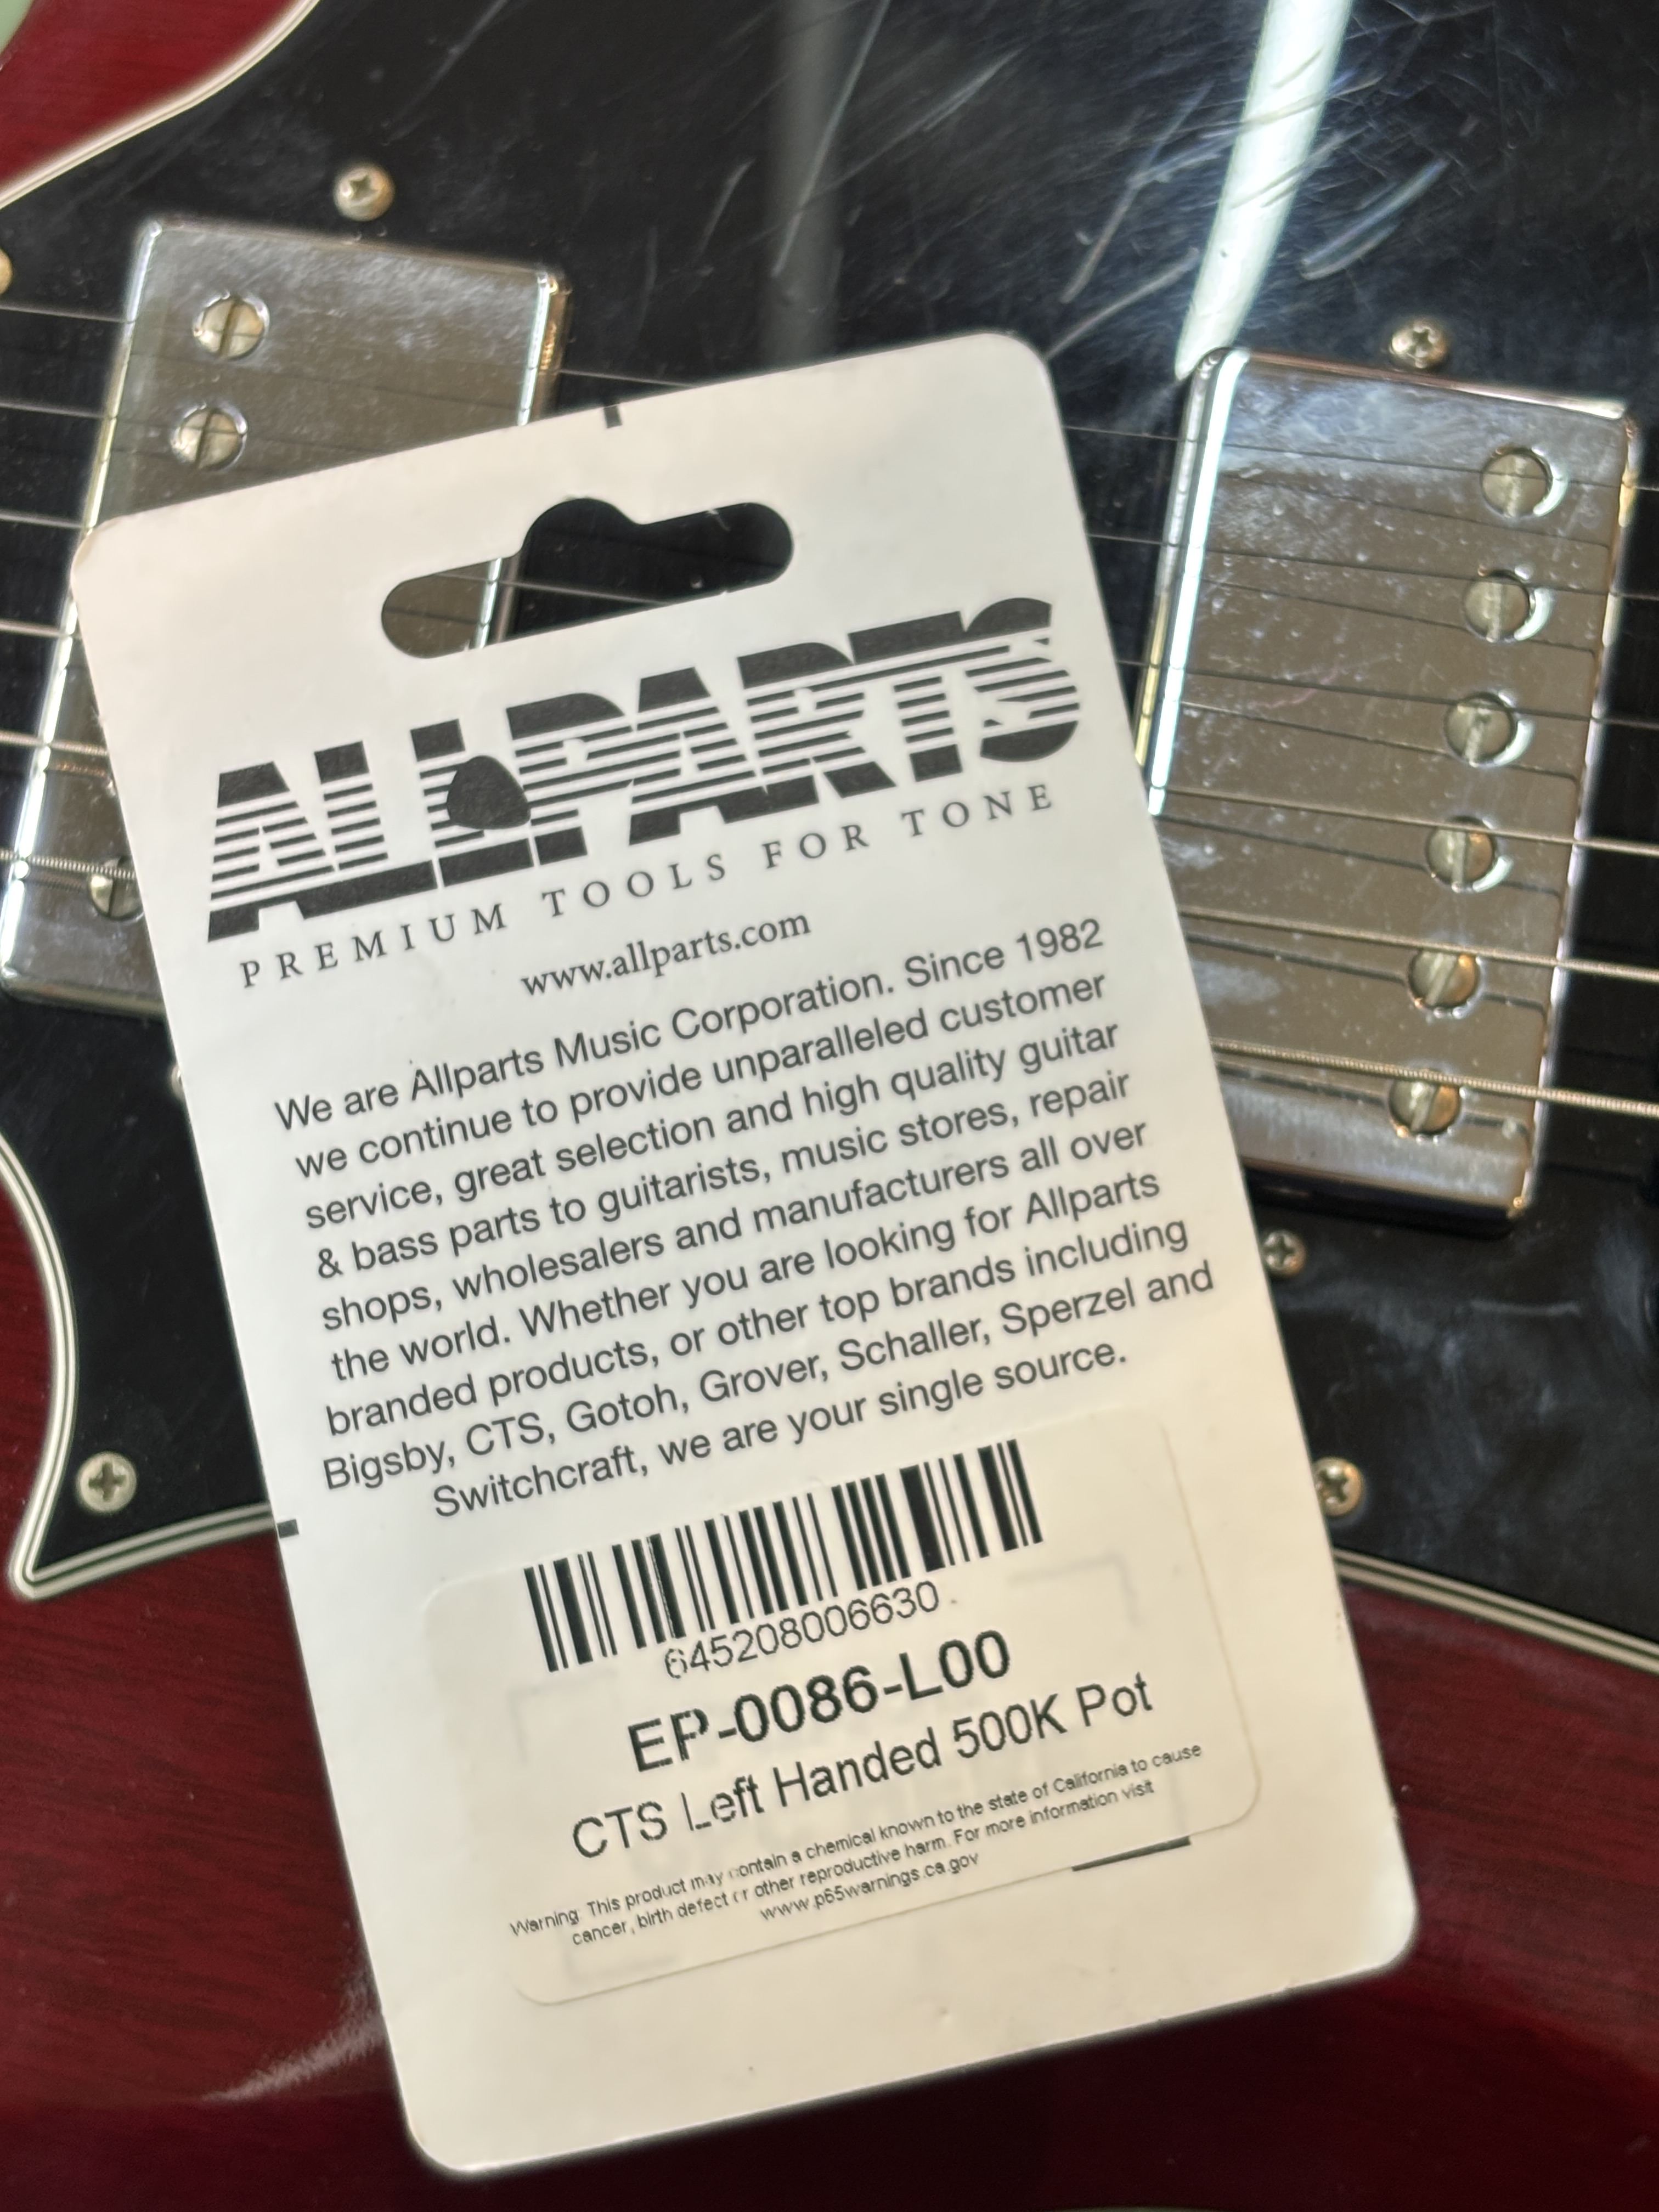 ALLPARTS
PREMIUM TOOLS FOR TONE
www.allparts.com
We are Allparts Music Corporation. Since 1982
we continue to provide unparalleled customer
service, great selection and high quality guitar
& bass parts to guitarists, music stores, repair
shops, wholesalers and manufacturers all over
the world. Whether you are looking for Allparts
branded products, or other top brands including
Bigsby, CTS, Gotoh, Grover, Schaller, Sperzel and
Switchcraft, we are your single source.
645208006630
EP-0086-L00
CTS Left Handed 500K Pot
Warning: This product may contain a chemical known to the state of California to cause
cancer, birth defect or other reproductive harm. For more information visit
www.p65warnings.ca.gov